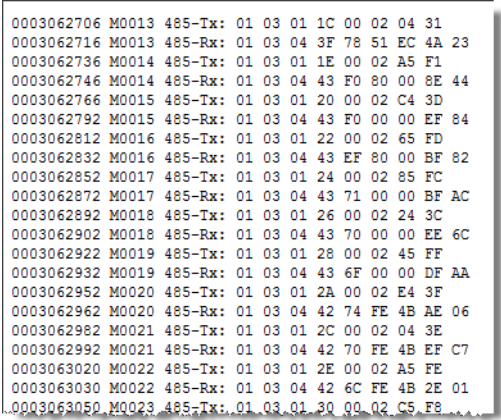 0003062706 M0013 485-Tx: 01 03 01 1C 00 02 04 31
0003062716 M0013 485-Rx: 01 03 04 3F 78 51 EC 4A 23
0003062736 M0014 485-Tx: 01 03 01 1E 00 02 A5 F1
0003062746 M0014 485-Rx: 01 03 04 43 F0 80 00 8E 44
0003062766 M0015 485-Tx: 01 03 01 20 00 02 C4 3D
0003062792 M0015 485-Rx: 01 03 04 43 F0 00 00 EF 84
0003062812 M0016 485-Tx: 01 03 01 22 00 02 65 FD
0003062832 M0016 485-Rx: 01 03 04 43 EF 80 00 BF 82
0003062852 M0017 485-Tx: 01 03 01 24 00 02 85 FC
0003062872 M0017 485-Rx: 01 03 04 43 71 00 00 BF AC
0003062892 M0018 485-Tx: 01 03 01 26 00 02 24 3C
0003062902 M0018 485-Rx: 01 03 04 43 70 00 00 EE 6C
0003062922 M0019 485-Tx: 01 03 01 28 00 02 45 FF
0003062932 M0019 485-Rx: 01 03 04 43 6F 00 00 DF AA
0003062952 M0020 485-Tx: 01 03 01 2A 00 02 E4 3F
0003062962 M0020 485-Rx: 01 03 04 42 74 FE 4B AE 06
0003062982 M0021 485-Tx: 01 03 01 2C 00 02 04 3E
0003062992 M0021 485-Rx: 01 03 04 42 70 FE 4B EF C7
0003063020 M0022 485-Tx: 01 03 01 2E 00 02 A5 FE
0003063030 M0022 485-Rx: 01 03 04 42 6C FE 4B 2E 01
0003063050 M0023 485-Tx: 01 03 01 30 00 02 C5 F8